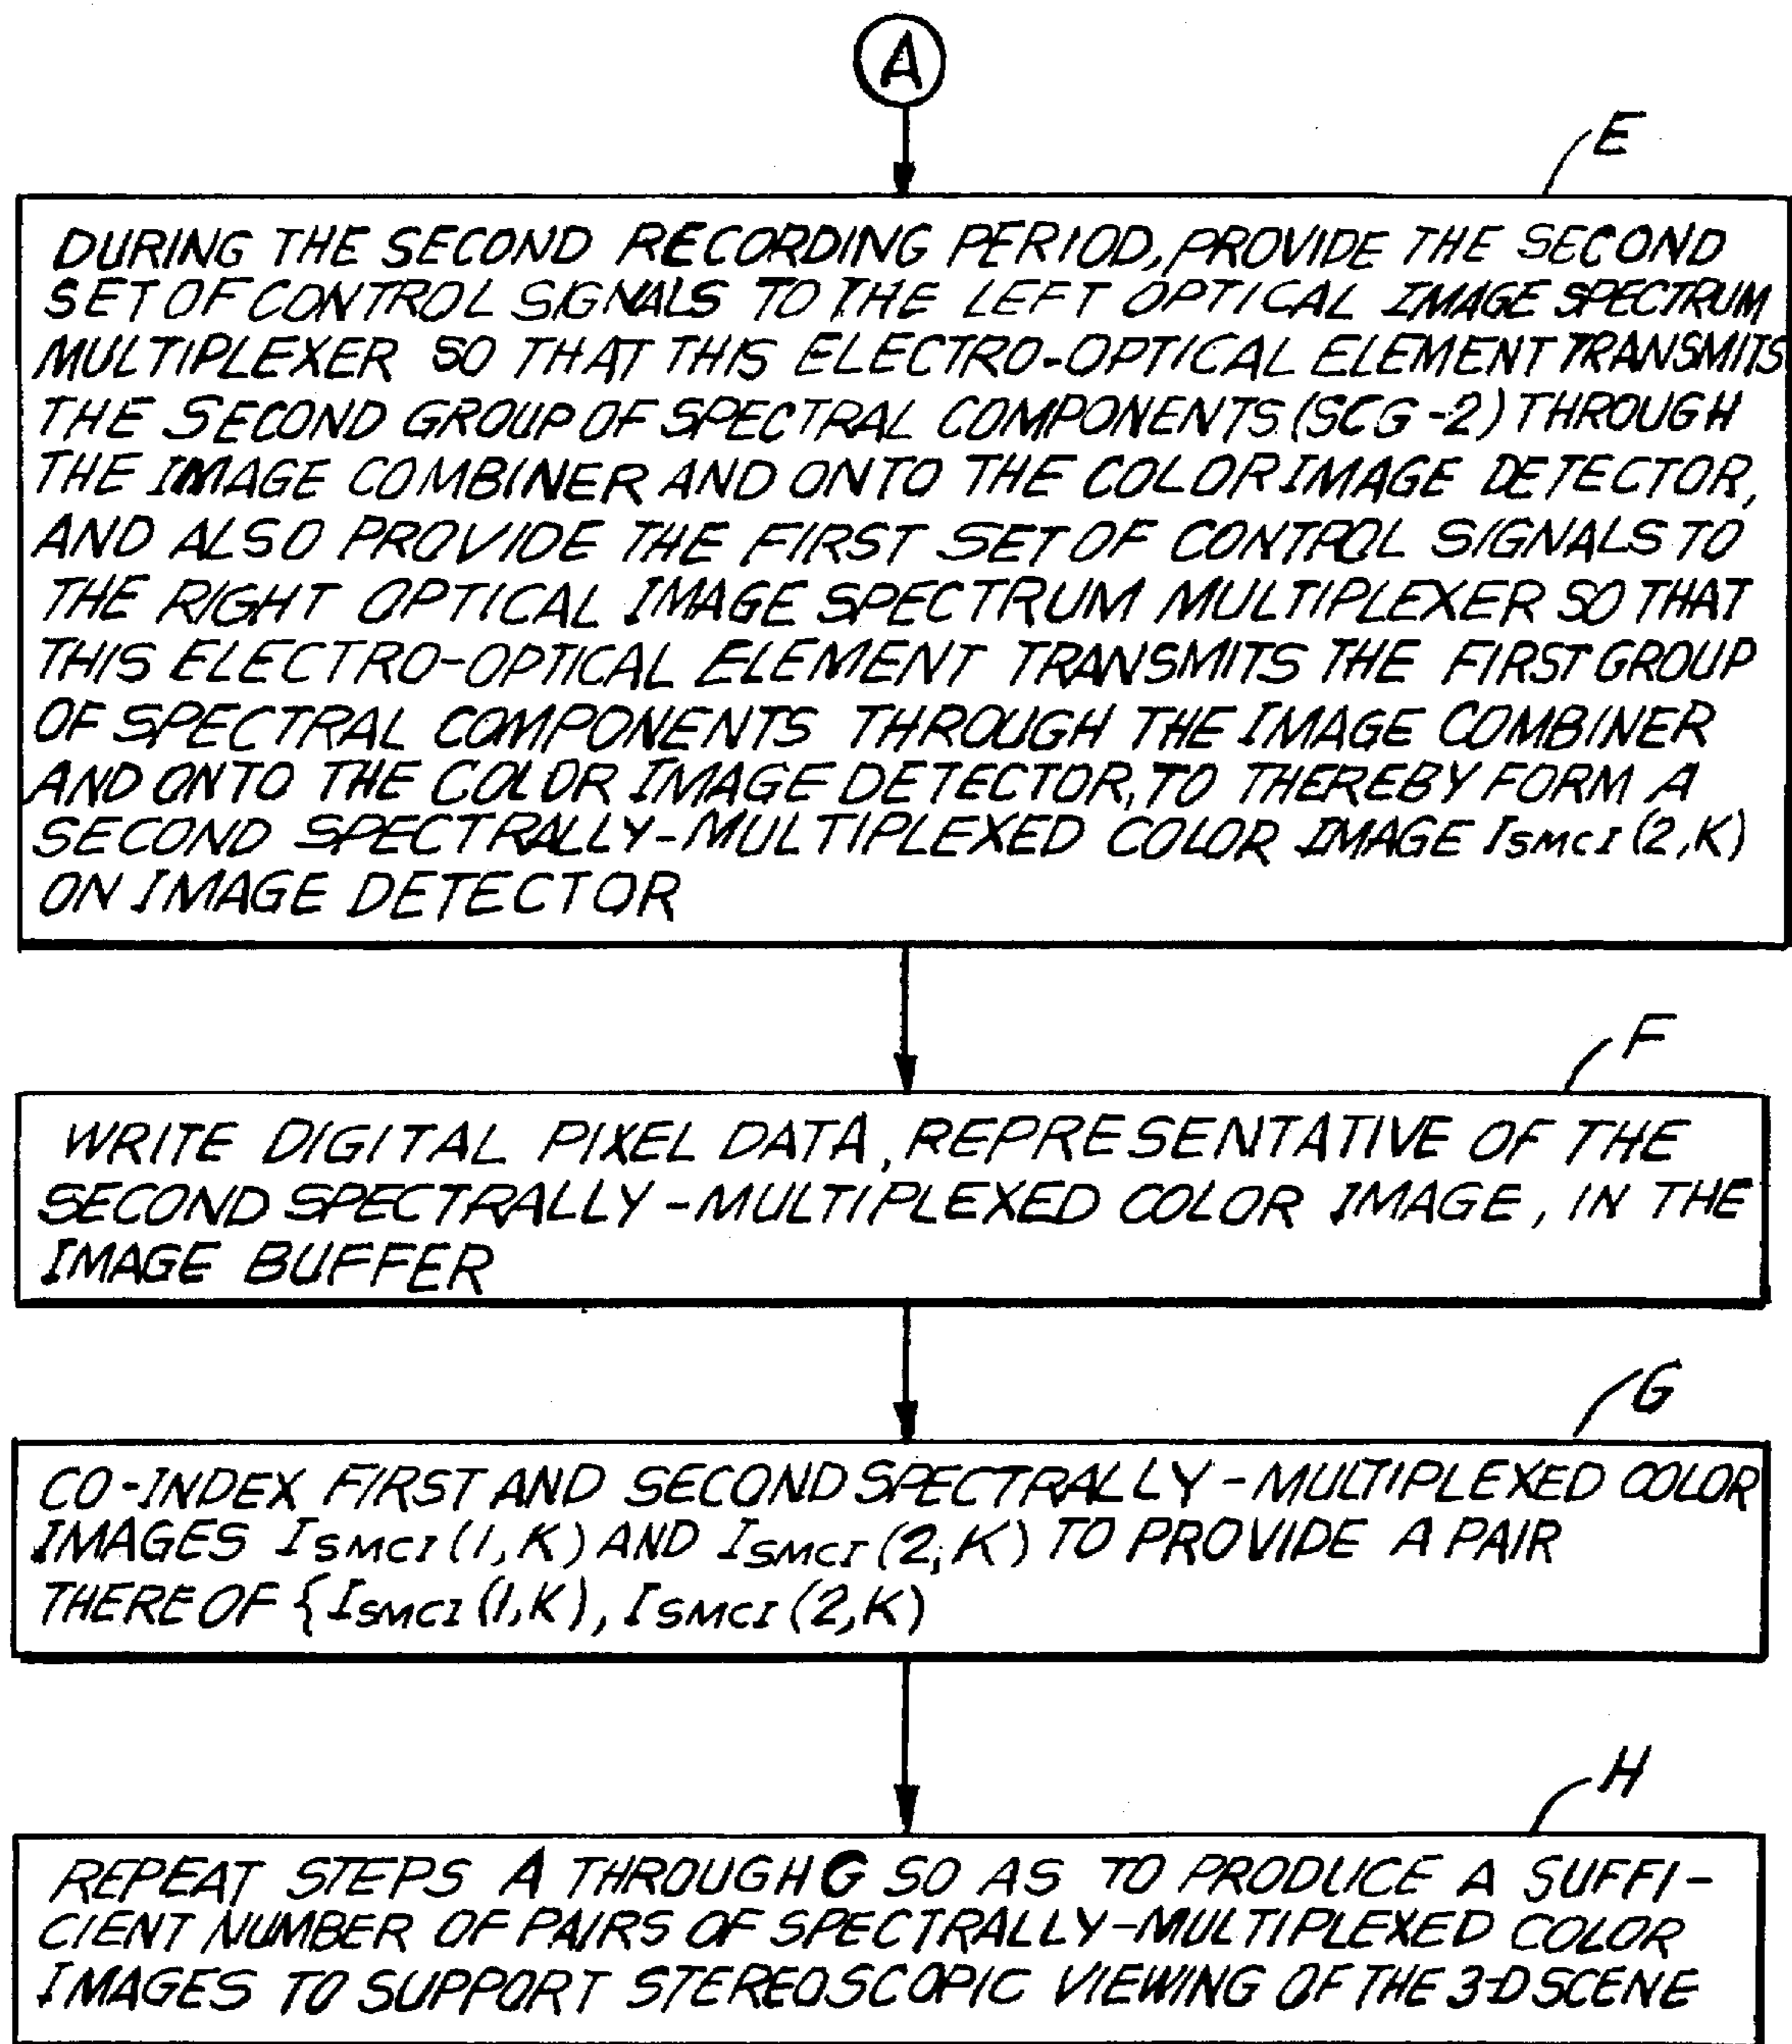 A
E
DURING THE SECOND RECORDING PERIOD, PROVIDE THE SECOND
SET OF CONTROL SIGNALS TO THE LEFT OPTICAL IMAGE SPECTRUM
MULTIPLEXER SO THAT THIS ELECTRO-OPTICAL ELEMENT TRANSMITS
THE SECOND GROUP OF SPECTRAL COMPONENTS (SCG-2) THROUGH
THE IMAGE COMBINER AND ONTO THE COLOR IMAGE DETECTOR,
AND ALSO PROVIDE THE FIRST SET OF CONTROL SIGNALS TO
THE RIGHT OPTICAL IMAGE SPECTRUM MULTIPLEXER SO THAT
THIS ELECTRO-OPTICAL ELEMENT TRANSMITS THE FIRST GROUP
OF SPECTRAL COMPONENTS THROUGH THE IMAGE COMBINER
AND ONTO THE COLOR IMAGE DETECTOR, TO THEREBY FORM A
SECOND SPECTRALLY-MULTIPLEXED COLOR IMAGE ISMCI (2,K)
ON IMAGE DETECTOR
F
WRITE DIGITAL PIXEL DATA, REPRESENTATIVE OF THE
SECOND SPECTRALLY-MULTIPLEXED COLOR IMAGE, IN THE
IMAGE BUFFER
G
CO-INDEX FIRST AND SECOND SPECTRALLY-MULTIPLEXED COLOR
IMAGES ISMCI (1,K) AND ISMCI (2,K) TO PROVIDE A PAIR
THERE OF {ISMCI (1,K), ISMCI (2,K)
H
REPEAT STEPS A THROUGH G SO AS TO PRODUCE A SUFFI-
CIENT NUMBER OF PAIRS OF SPECTRALLY-MULTIPLEXED COLOR
IMAGES TO SUPPORT STEREOSCOPIC VIEWING OF THE 3-D SCENE